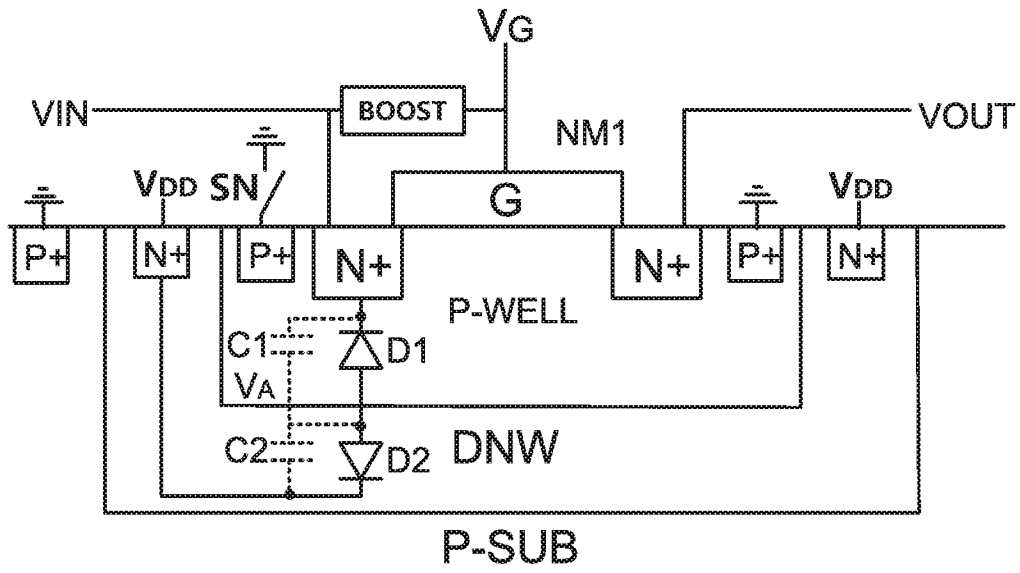 VG
VIN
BOOST
NM1
VOUT
VDD
SN
G
VDD
P+
N+
P+
N+
N+
P+
N+
P-WELL
C1
D1
VA
C2
D2
DNW
P-SUB